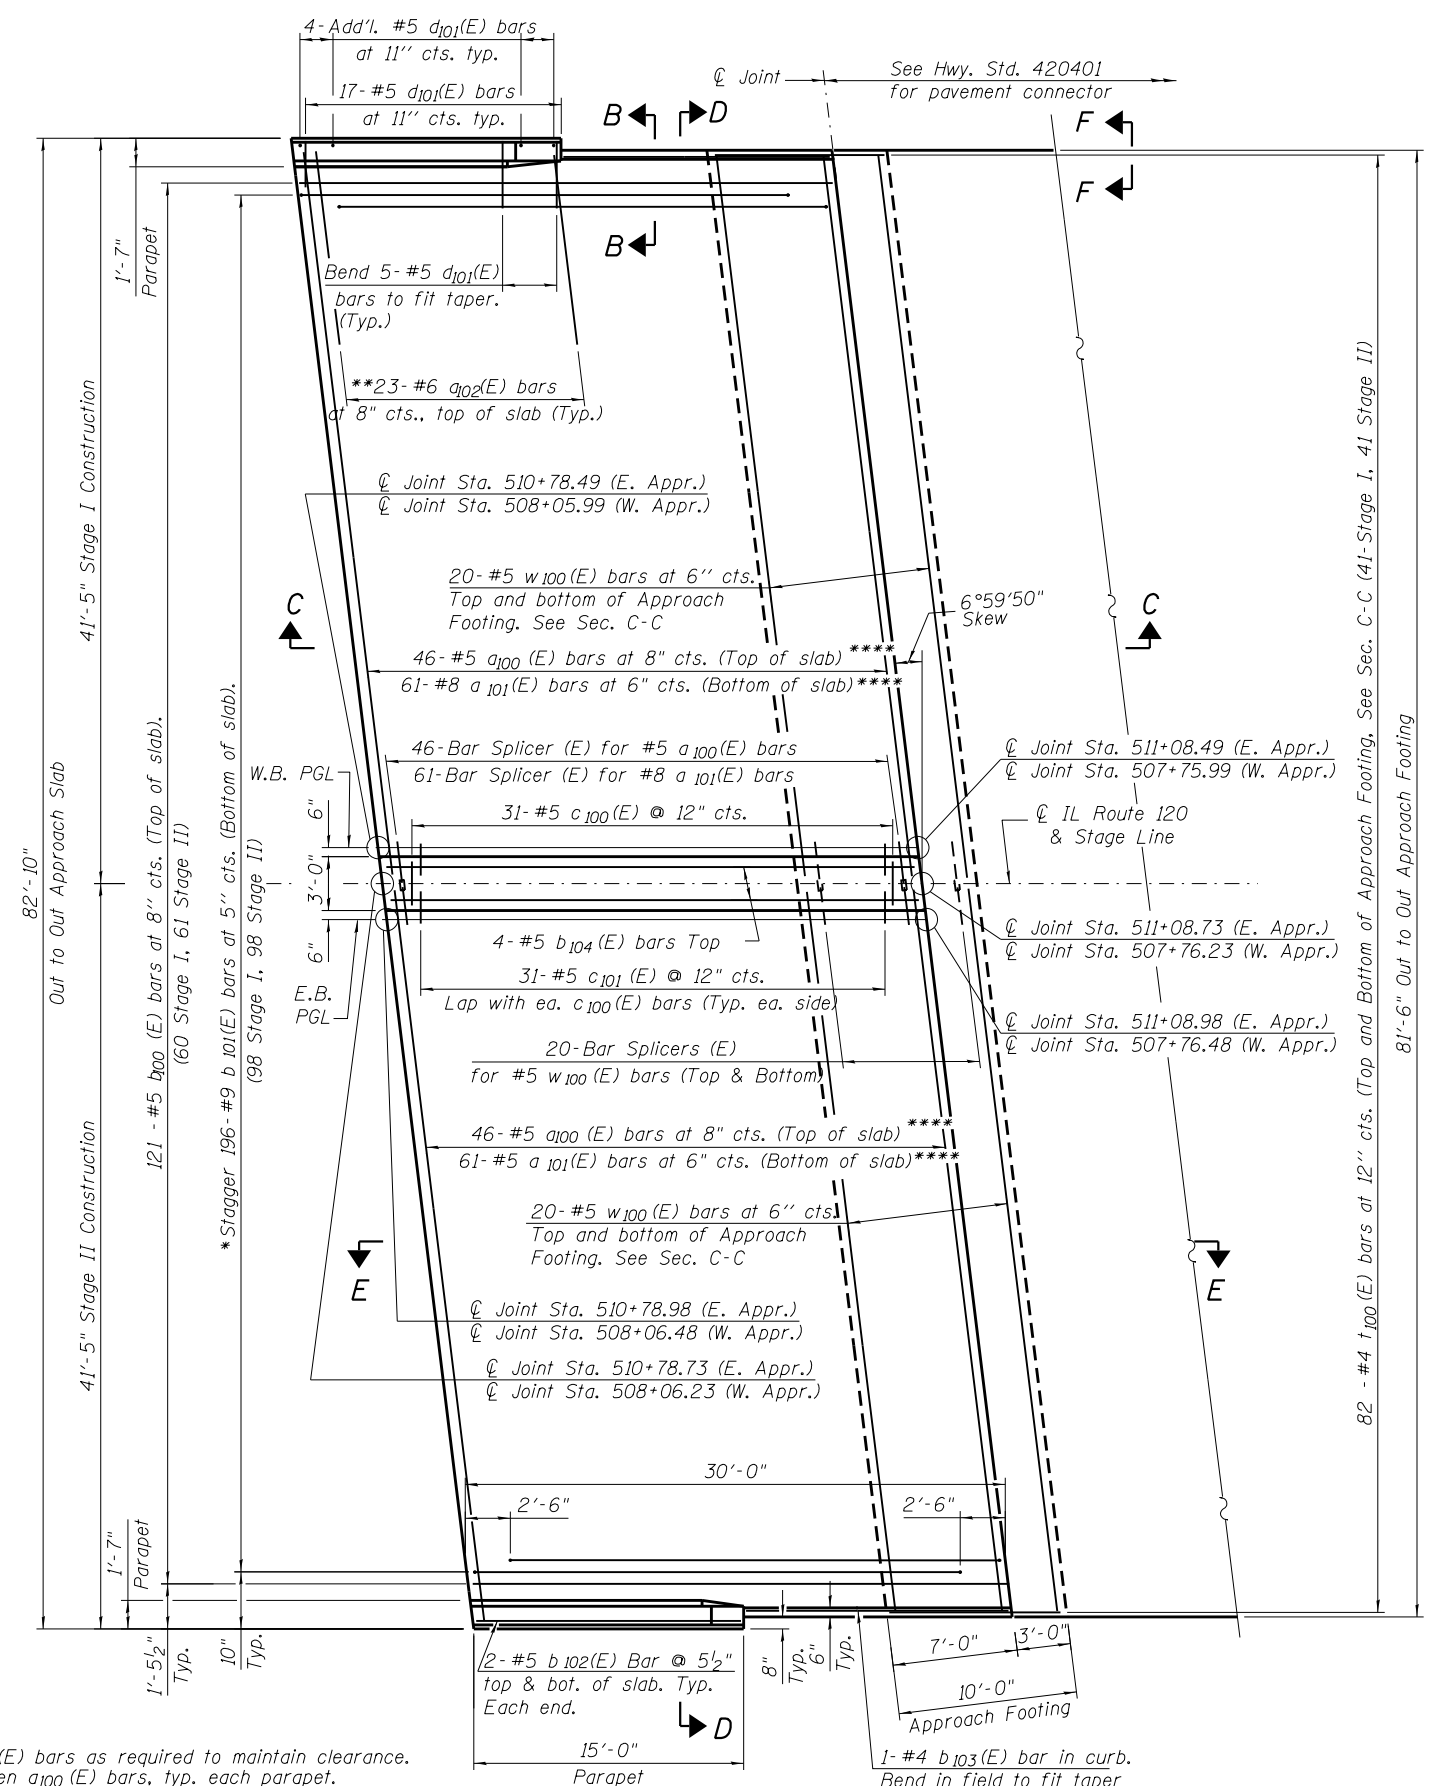 4-Add'l. #5 d101(E) bars
at 11'' cts. typ.
17-#5 d101(E) bars
at 11'' cts. typ.
℄ Joint
See Hwy. Std. 420401
for pavement connector
B
D
F
F
B
1'-7"
Parapet
Bend 5-#5 d101(E)
bars to fit taper.
(Typ.)
**23-#6 a102(E) bars
at 8" cts., top of slab (Typ.)
℄ Joint Sta. 510+78.49 (E. Appr.)
℄ Joint Sta. 508+05.99 (W. Appr.)
20-#5 w100(E) bars at 6'' cts.
Top and bottom of Approach
Footing. See Sec. C-C
6°59'50"
Skew
C
C
46-#5 a100 (E) bars at 8" cts. (Top of slab) ****
61-#8 a101(E) bars at 6" cts. (Bottom of slab)****
46-Bar Splicer (E) for #5 a100(E) bars
61-Bar Splicer (E) for #8 a101(E) bars
31-#5 c100(E) @ 12" cts.
W.B. PGL
6"
3'-0"
6"
E.B.
PGL
℄ Joint Sta. 511+08.49 (E. Appr.)
℄ Joint Sta. 507+75.99 (W. Appr.)
℄ IL Route 120
& Stage Line
4-#5 b104(E) bars Top
31-#5 c101 (E) @ 12" cts.
Lap with ea. c100(E) bars (Typ. ea. side)
℄ Joint Sta. 511+08.73 (E. Appr.)
℄ Joint Sta. 507+76.23 (W. Appr.)
℄ Joint Sta. 511+08.98 (E. Appr.)
℄ Joint Sta. 507+76.48 (W. Appr.)
20-Bar Splicers (E)
for #5 w100 (E) bars (Top & Bottom)
46-#5 a100 (E) bars at 8" cts. (Top of slab) ****
61-#5 a101(E) bars at 6" cts. (Bottom of slab)****
20-#5 w100(E) bars at 6'' cts.
Top and bottom of Approach
Footing. See Sec. C-C
E
E
℄ Joint Sta. 510+78.98 (E. Appr.)
℄ Joint Sta. 508+06.48 (W. Appr.)
℄ Joint Sta. 510+78.73 (E. Appr.)
℄ Joint Sta. 508+06.23 (W. Appr.)
82'-10"
Out to Out Approach Slab
41'-5" Stage I Construction
41'-5" Stage II Construction
121 -#5 b100 (E) bars at 8'' cts. (Top of slab).
(60 Stage I, 61 Stage II)
*Stagger 196-#9 b101(E) bars at 5" cts. (Bottom of slab).
(98 Stage I, 98 Stage II)
82 -#4 t100(E) bars at 12'' cts. (Top and Bottom of Approach Footing, See Sec. C-C (41-Stage I, 41 Stage II)
81'-6" Out to Out Approach Footing
30'-0"
2'-6"
2'-6"
1'-7"
Parapet
1'-5½"
Typ.
10"
Typ.
2-#5 b102(E) Bar @ 5½"
top & bot. of slab. Typ.
Each end.
8"
Typ.
6"
Typ.
7'-0"
3'-0"
10'-0"
Approach Footing
D
15'-0"
Parapet
(E) bars as required to maintain clearance.
en a100 (E) bars, typ. each parapet.
1-#4 b103(E) bar in curb.
Bend in field to fit taper